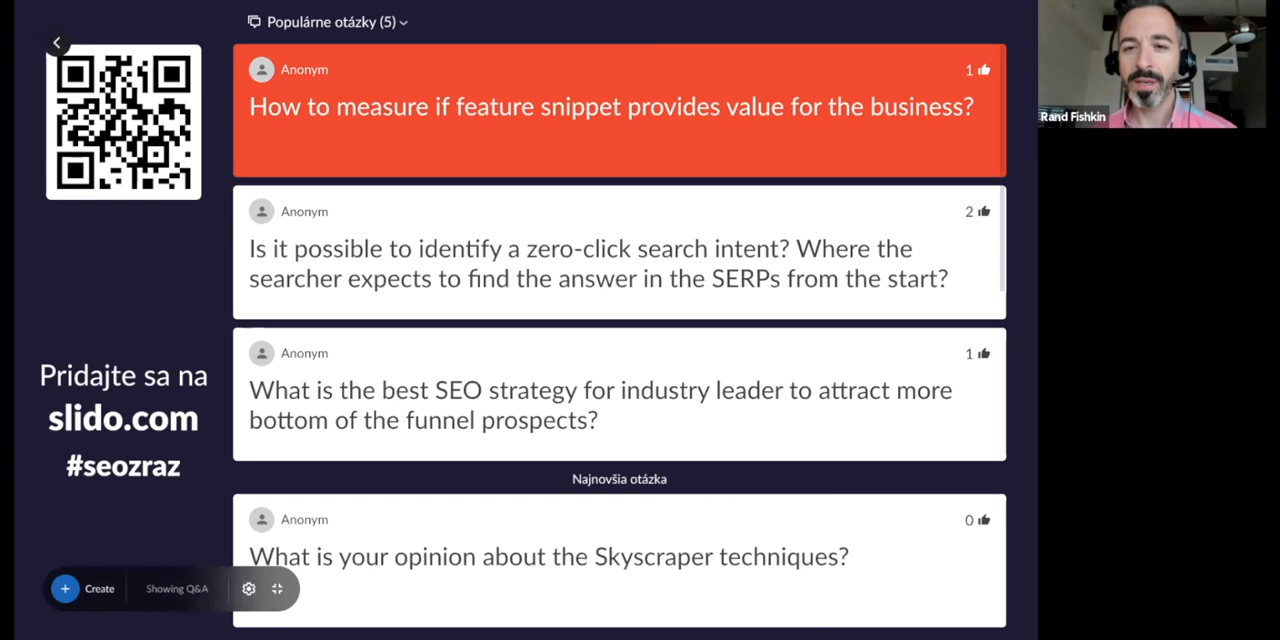 Populárne otázky (5)
Anonym
1
How to measure if feature snippet provides value for the business?
Anonym
2
Is it possible to identify a zero-click search intent? Where the
searcher expects to find the answer in the SERPs from the start?
Anonym
1
What is the best SEO strategy for industry leader to attract more
bottom of the funnel prospects?
Najnovšia otázka
Anonym
0
What is your opinion about the Skyscraper techniques?
Pridajte sa na
slido.com
#seozraz
Create
Showing Q&A
Rand Fishkin